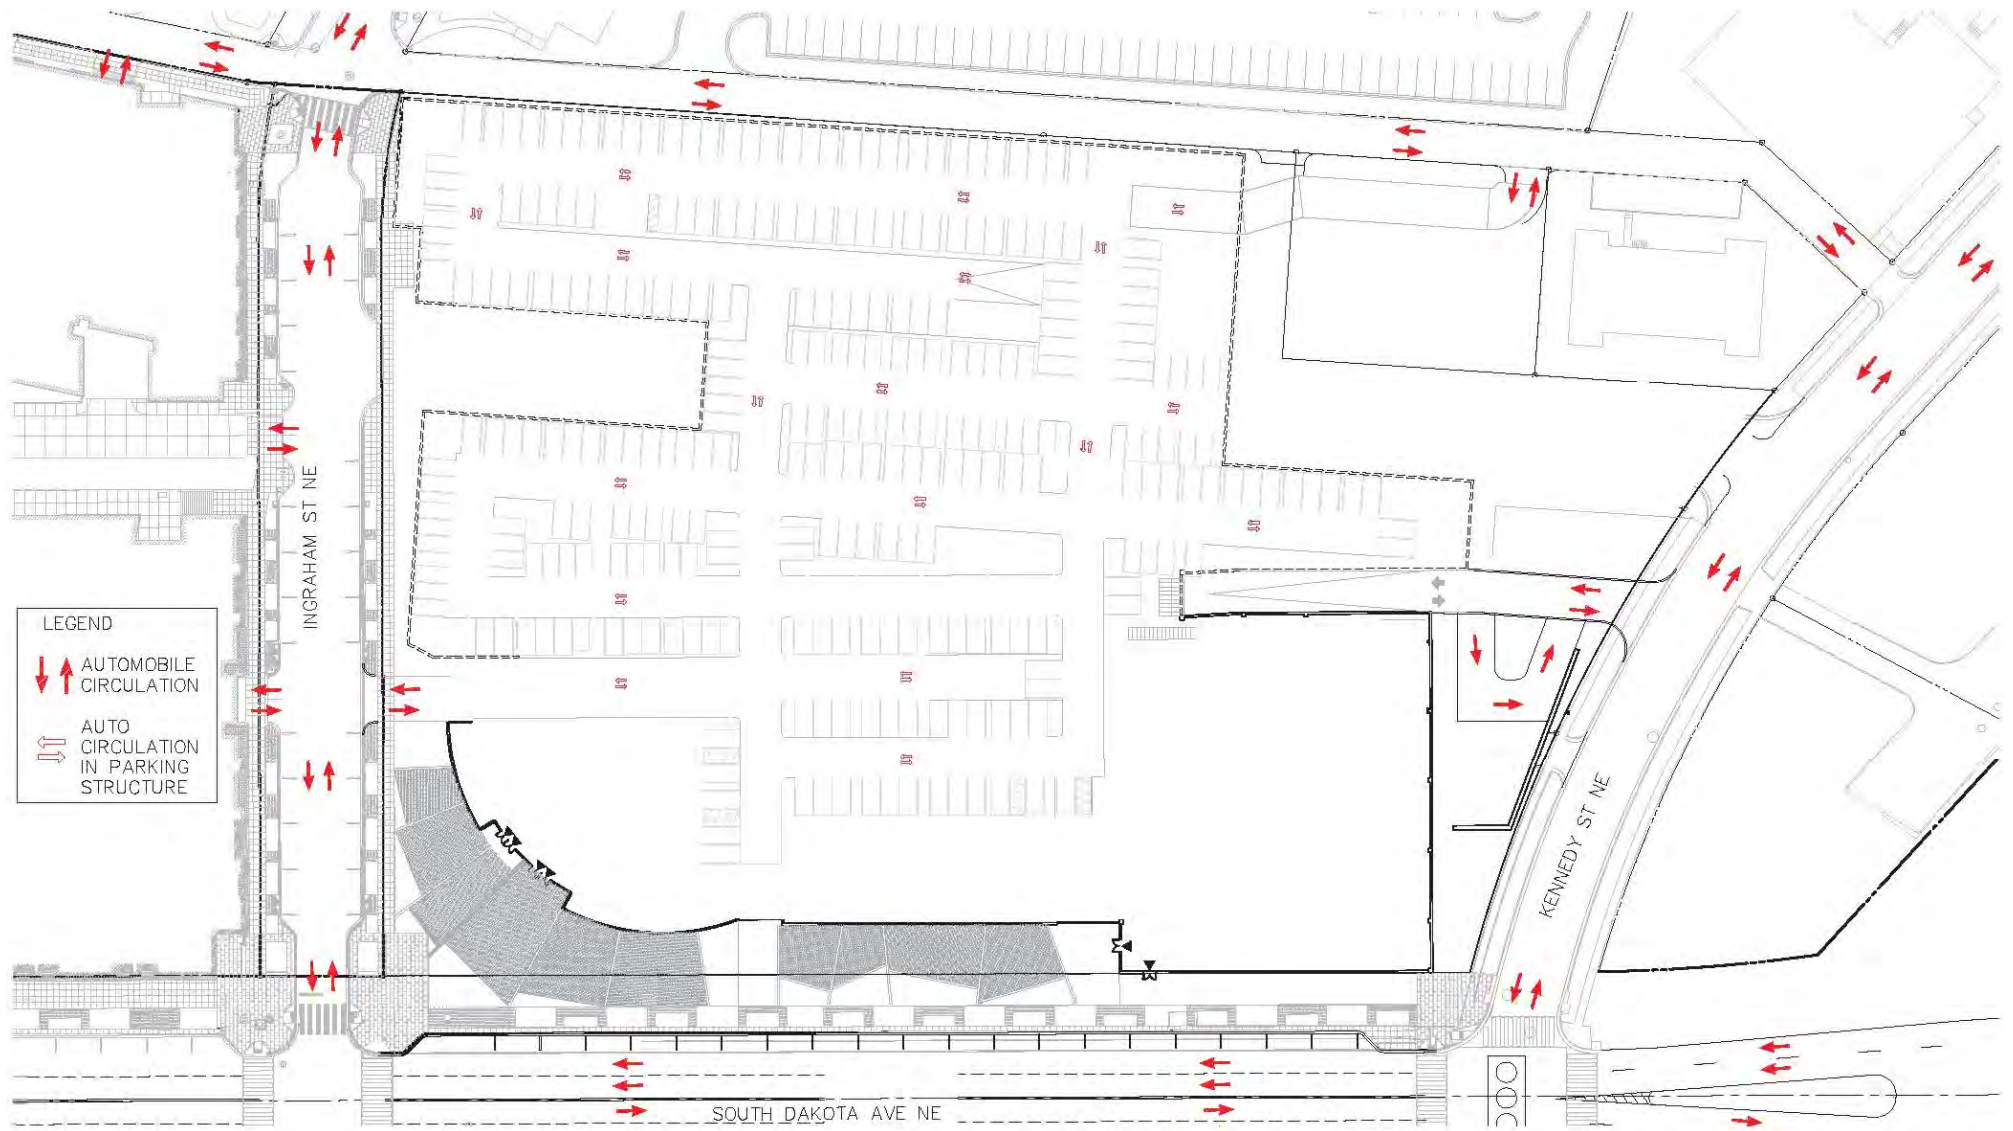 INGRAHAM ST NE
LEGEND
AUTOMOBILE
CIRCULATION
AUTO
CIRCULATION
IN PARKING
STRUCTURE
KENNEDY ST NE
SOUTH DAKOTA AVE NE